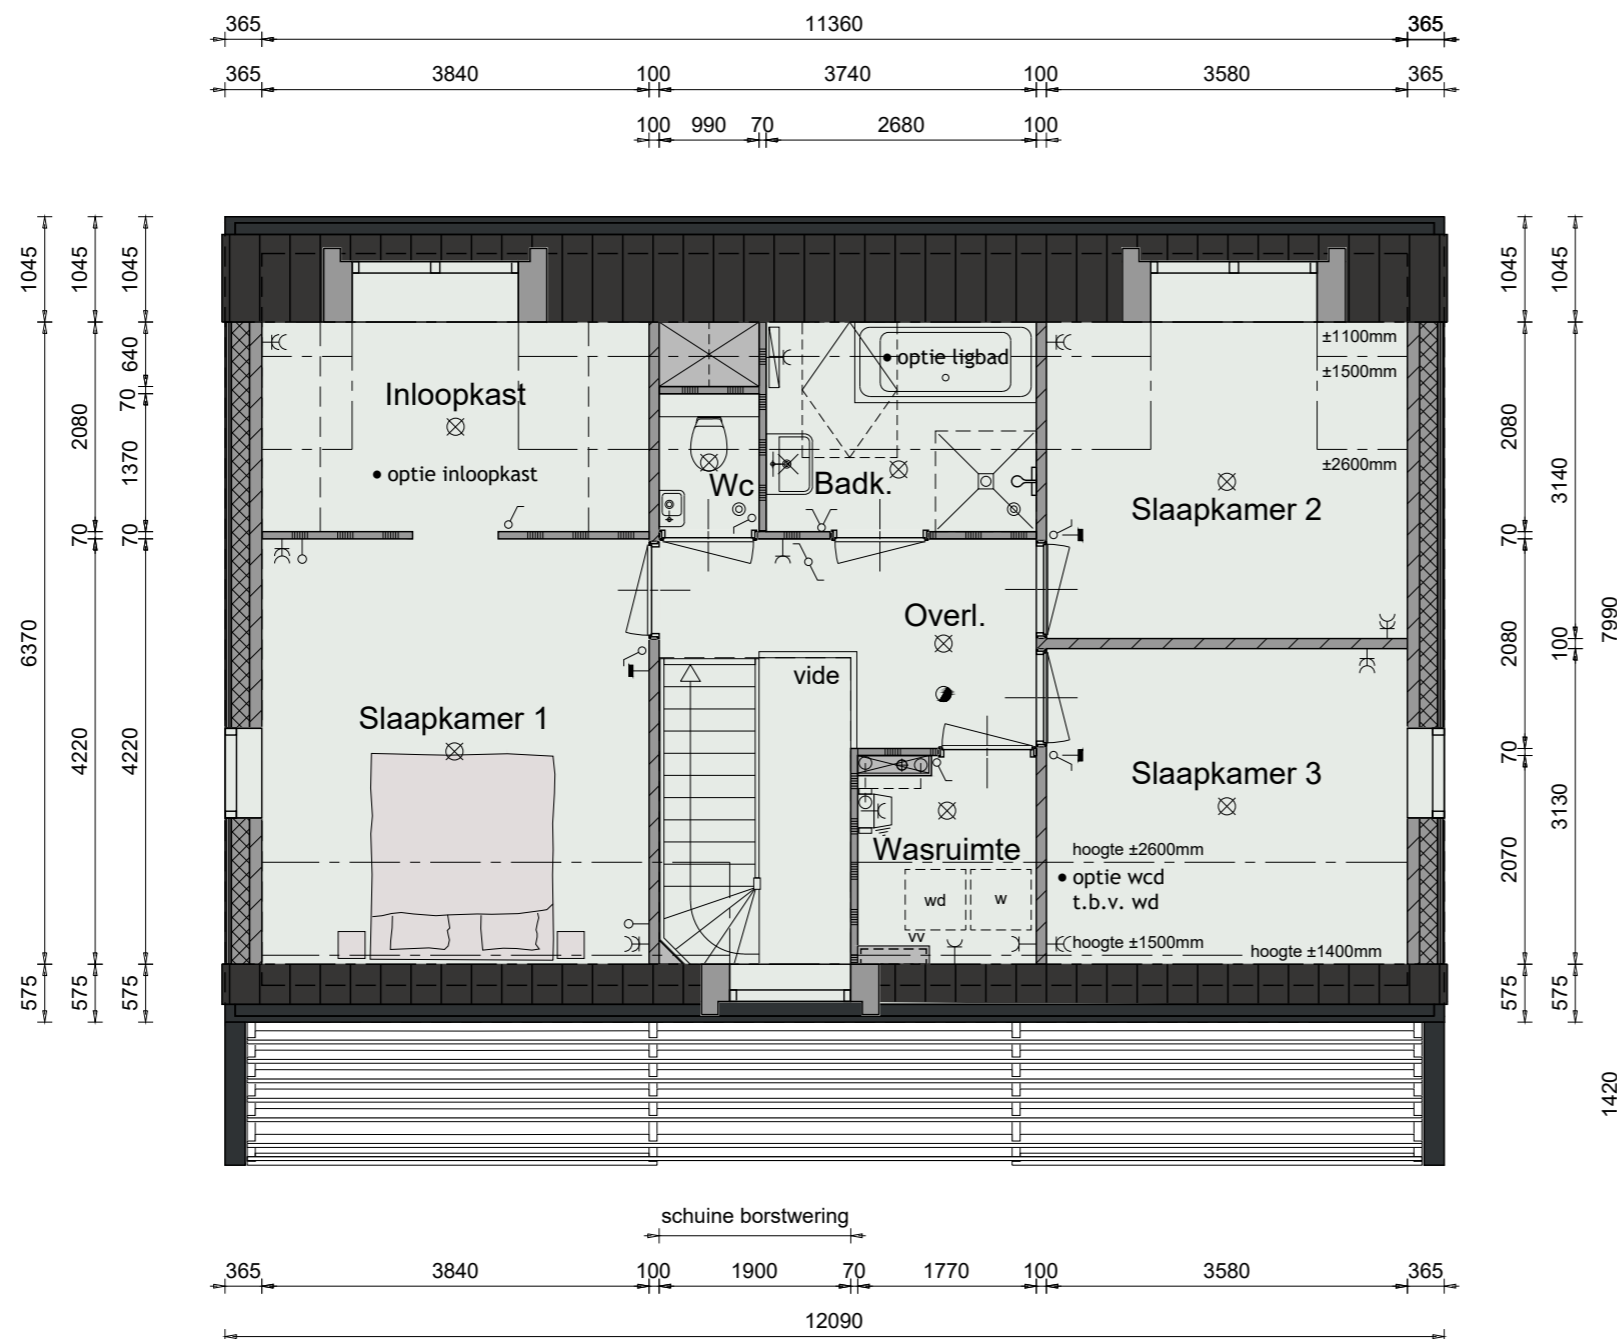 365 11360 365
365 3840 100 3740 100 3580 365
100 990 70 2680 100
1045 1045 1045
6370
2080 4220
70
640 70 1370 70 4220
575 575 575
±1100mm
±1500mm
optie ligbad
Inloopkast
• optie inloopkast
±2600mm
Wc
Badk.
Slaapkamer 2
Overl.
vide
Slaapkamer 1
Slaapkamer 3
Wasruimte
hoogte ±2600mm
• optie wcd
t.b.v. wd
wd
w
vv
hoogte ±1500mm
hoogte ±1400mm
1045 1045
2080 70 2080 70 2070
3140 100 3130
575 575
7990
1420
schuine borstwering
365 3840 100 1900 70 1770 100 3580 365
12090